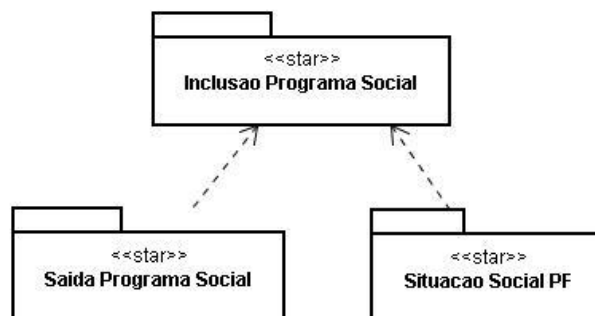 <<star>>
Inclusao Programa Social
<<star>>
Saida Programa Social
<<star>>
Situacao Social PF